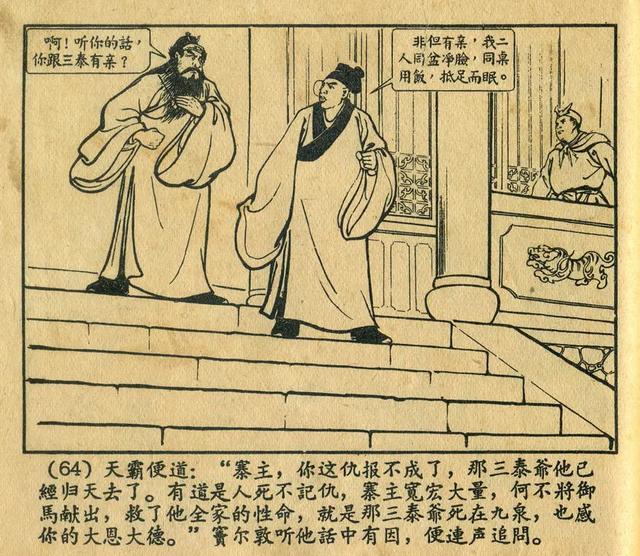 啊！听你的話，
你跟三泰有亲？
非但有亲，我二
人同盆净臉，同桌
用飯，抵足而眠。
(64) 天霸便道：“寨主，你这仇报不成了，那三泰爺他已
經归天去了。有道是人死不記仇，寨主寬宏大量，何不將御
馬献出，救了他全家的性命，就是那三泰爺死在九泉，也感
你的大恩大德。”竇尔敦听他話中有因，便連声追問。